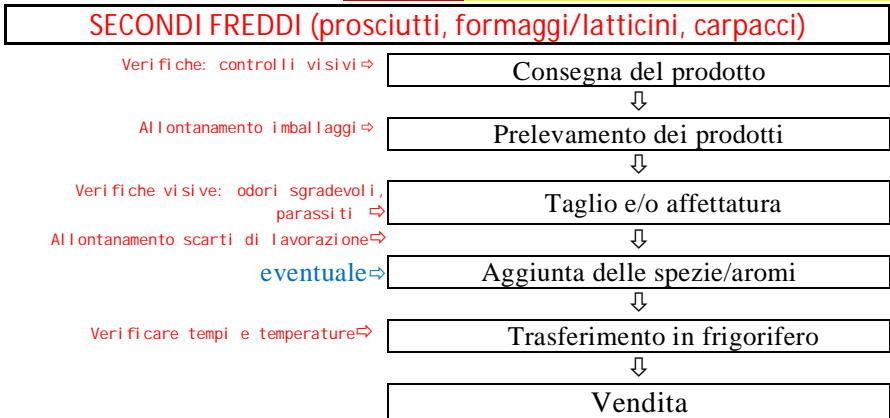 SECONDI FREDDI (prosciutti, formaggi/latticini, carpacci)
Verifiche: controlli visivi⇨ Consegna del prodotto
⇩
Allontanamento imballaggi⇨ Prelevamento dei prodotti
⇩
Verifiche visive: odori sgradevoli,
parassiti ⇨ Taglio e/o affettatura
Allontanamento scarti di lavorazione⇨ ⇩
eventuale⇨ Aggiunta delle spezie/aromi
⇩
Verificare tempi e temperature⇨ Trasferimento in frigorifero
⇩
Vendita